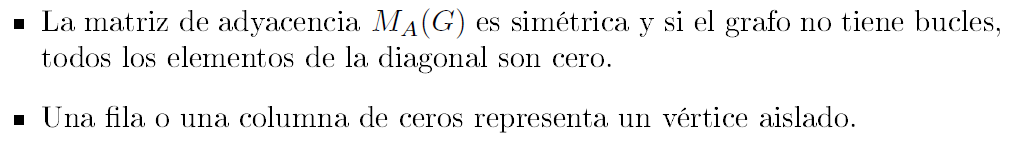 ▪ La matriz de adyacencia M_A(G) es simétrica y si el grafo no tiene bucles,
todos los elementos de la diagonal son cero.
▪ Una fila o una columna de ceros representa un vértice aislado.